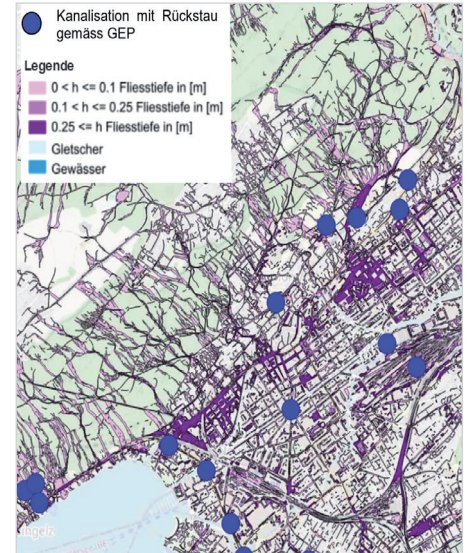 Kanalisation mit Rückstau
gemäss GEP
Legende
0 < h <= 0.1 Fliesstiefe in [m]
0.1 < h <= 0.25 Fliesstiefe in [m]
0.25 <= h Fliesstiefe in [m]
Gletscher
Gewässer